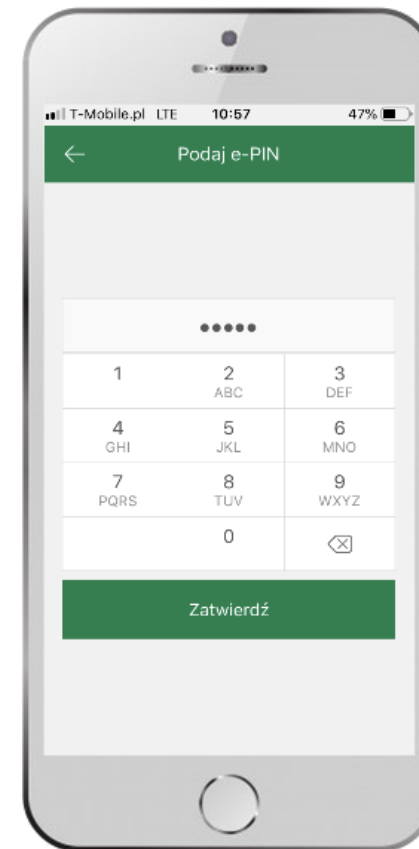 T-Mobile.pl LTE 10:57 47%
Podaj e-PIN
•••••
1 2 3
ABC DEF
4 5 6
GHI JKL MNO
7 8 9
PQRS TUV WXYZ
0
Zatwierdź